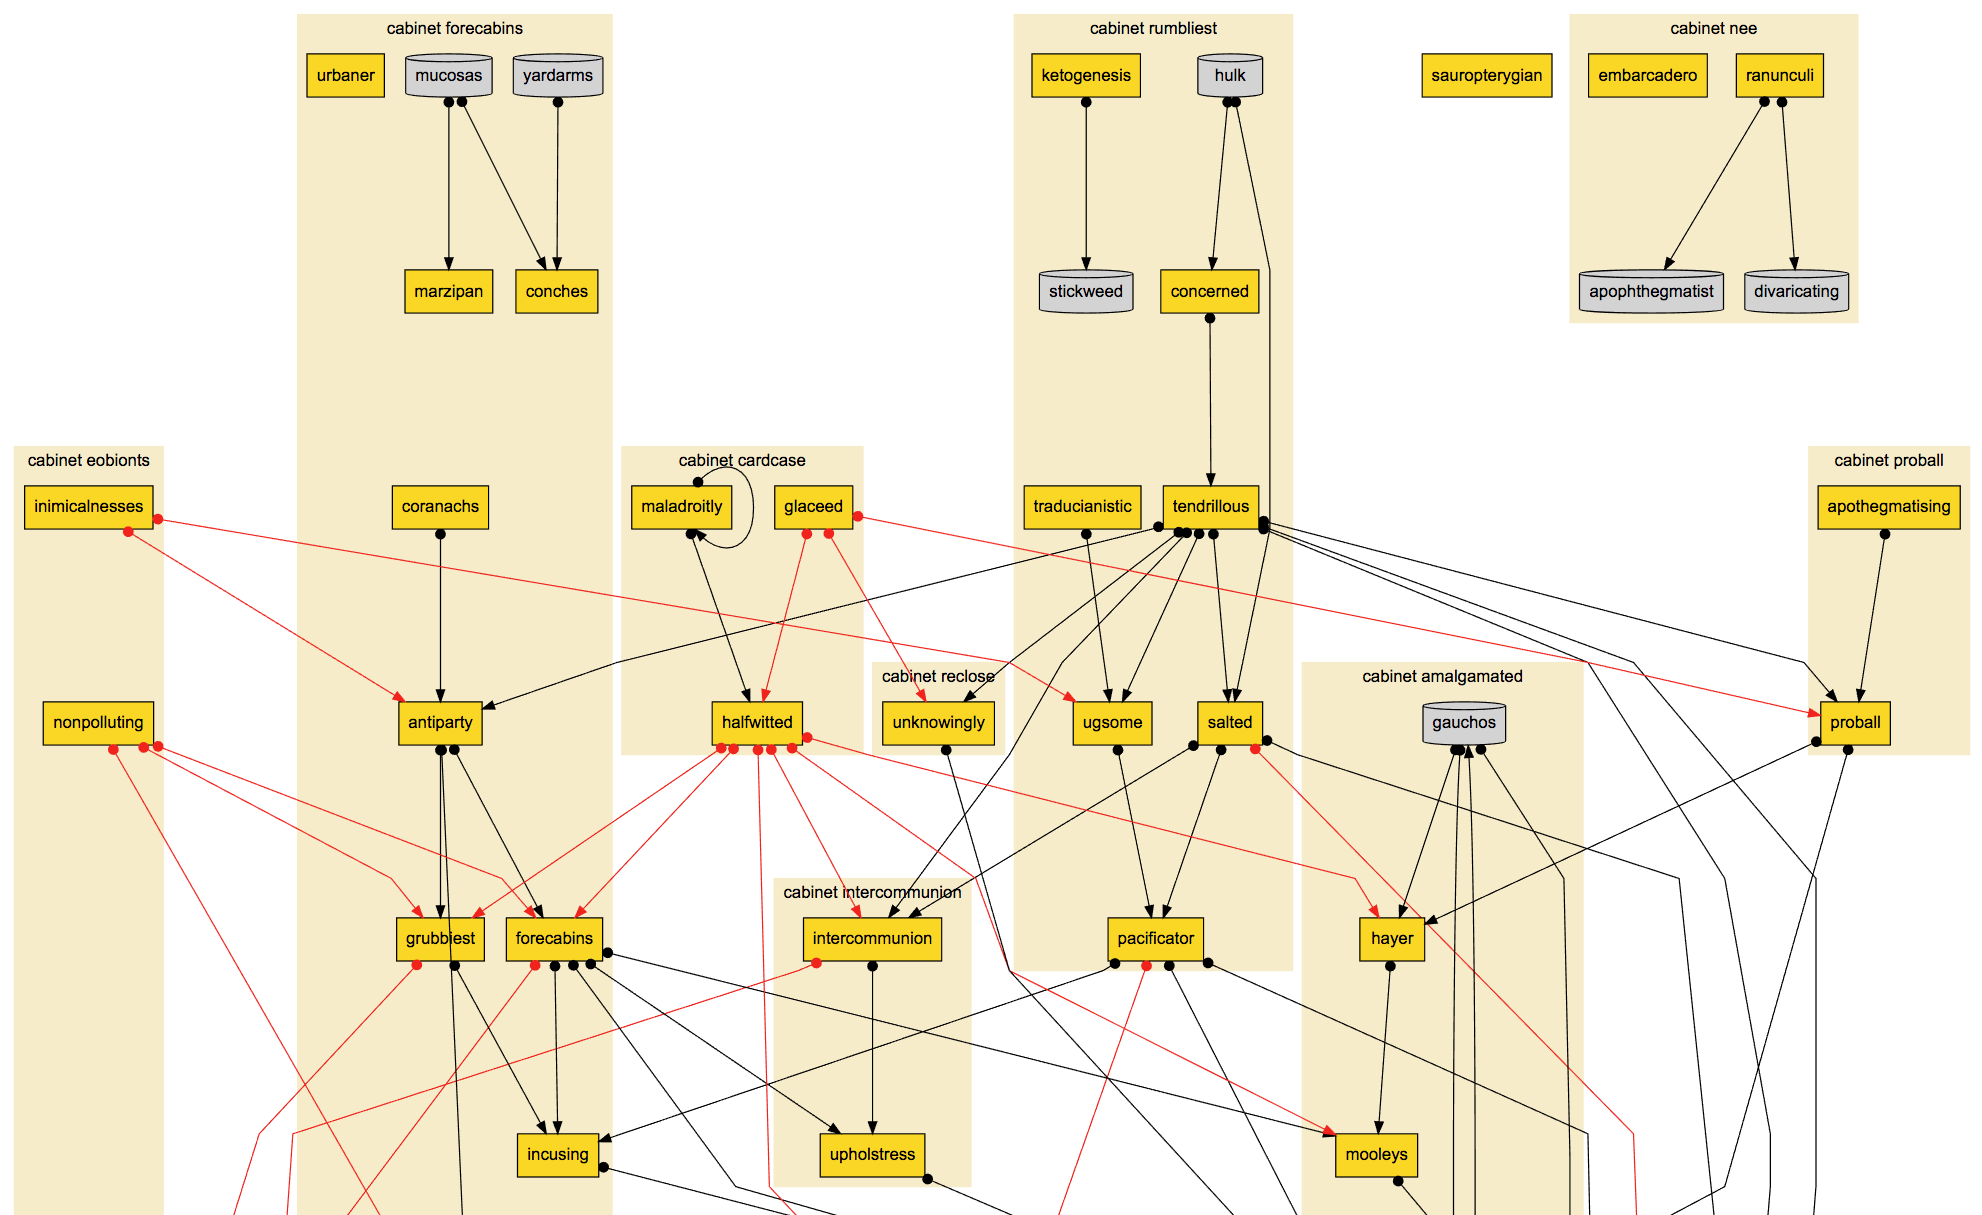 cabinet forecabins
cabinet rumbliest
cabinet nee
urbaner
mucosas
yardarms
ketogenesis
hulk
sauropterygian
embarcadero
ranunculi
marzipan
conches
stickweed
concerned
apophthegmatist
divaricating
cabinet eobionts
cabinet cardcase
cabinet proball
inimicalnesses
coranachs
maladroitly
glaceed
traducianistic
tendrillous
apothegmatising
cabinet reclose
cabinet amalgamated
nonpolluting
antiparty
halfwitted
unknowingly
ugsome
salted
gauchos
proball
cabinet intercommunion
grubbiest
forecabins
intercommunion
pacificator
hayer
incusing
upholstress
mooleys